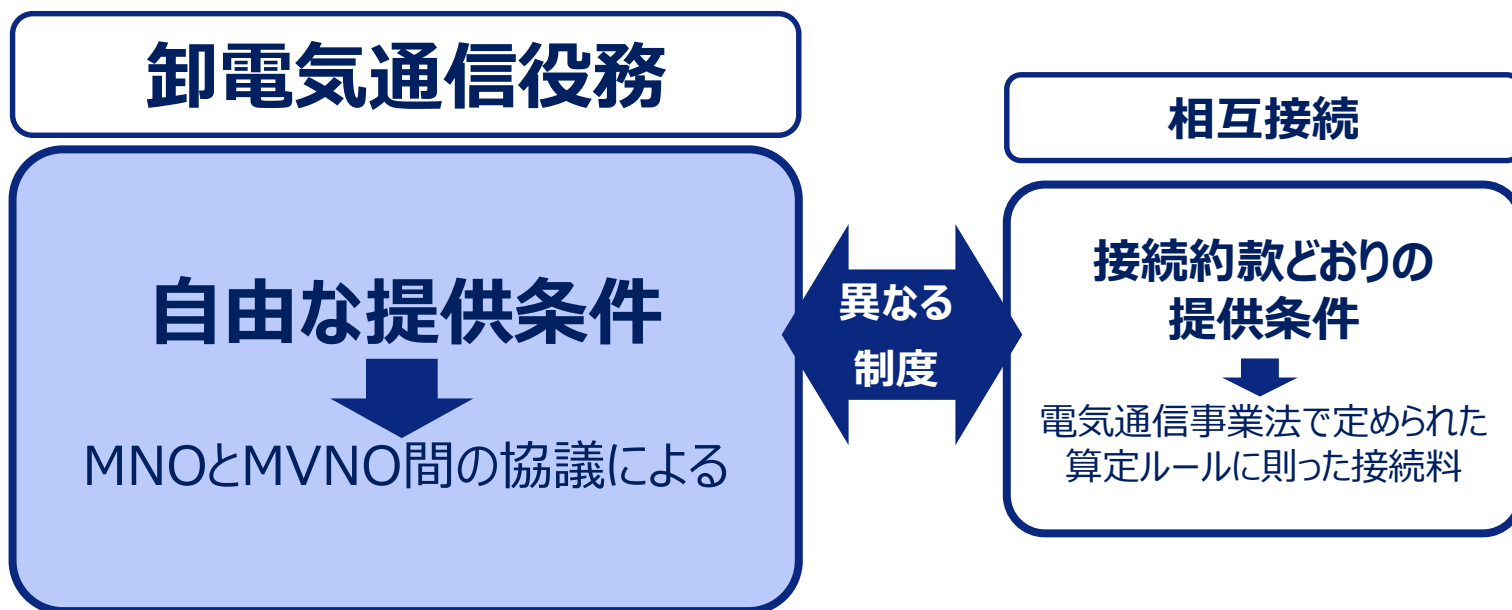 卸電気通信役務
自由な提供条件
MNOとMVNO間の協議による
異なる
制度
相互接続
接続約款どおりの
提供条件
電気通信事業法で定められた
算定ルールに則った接続料